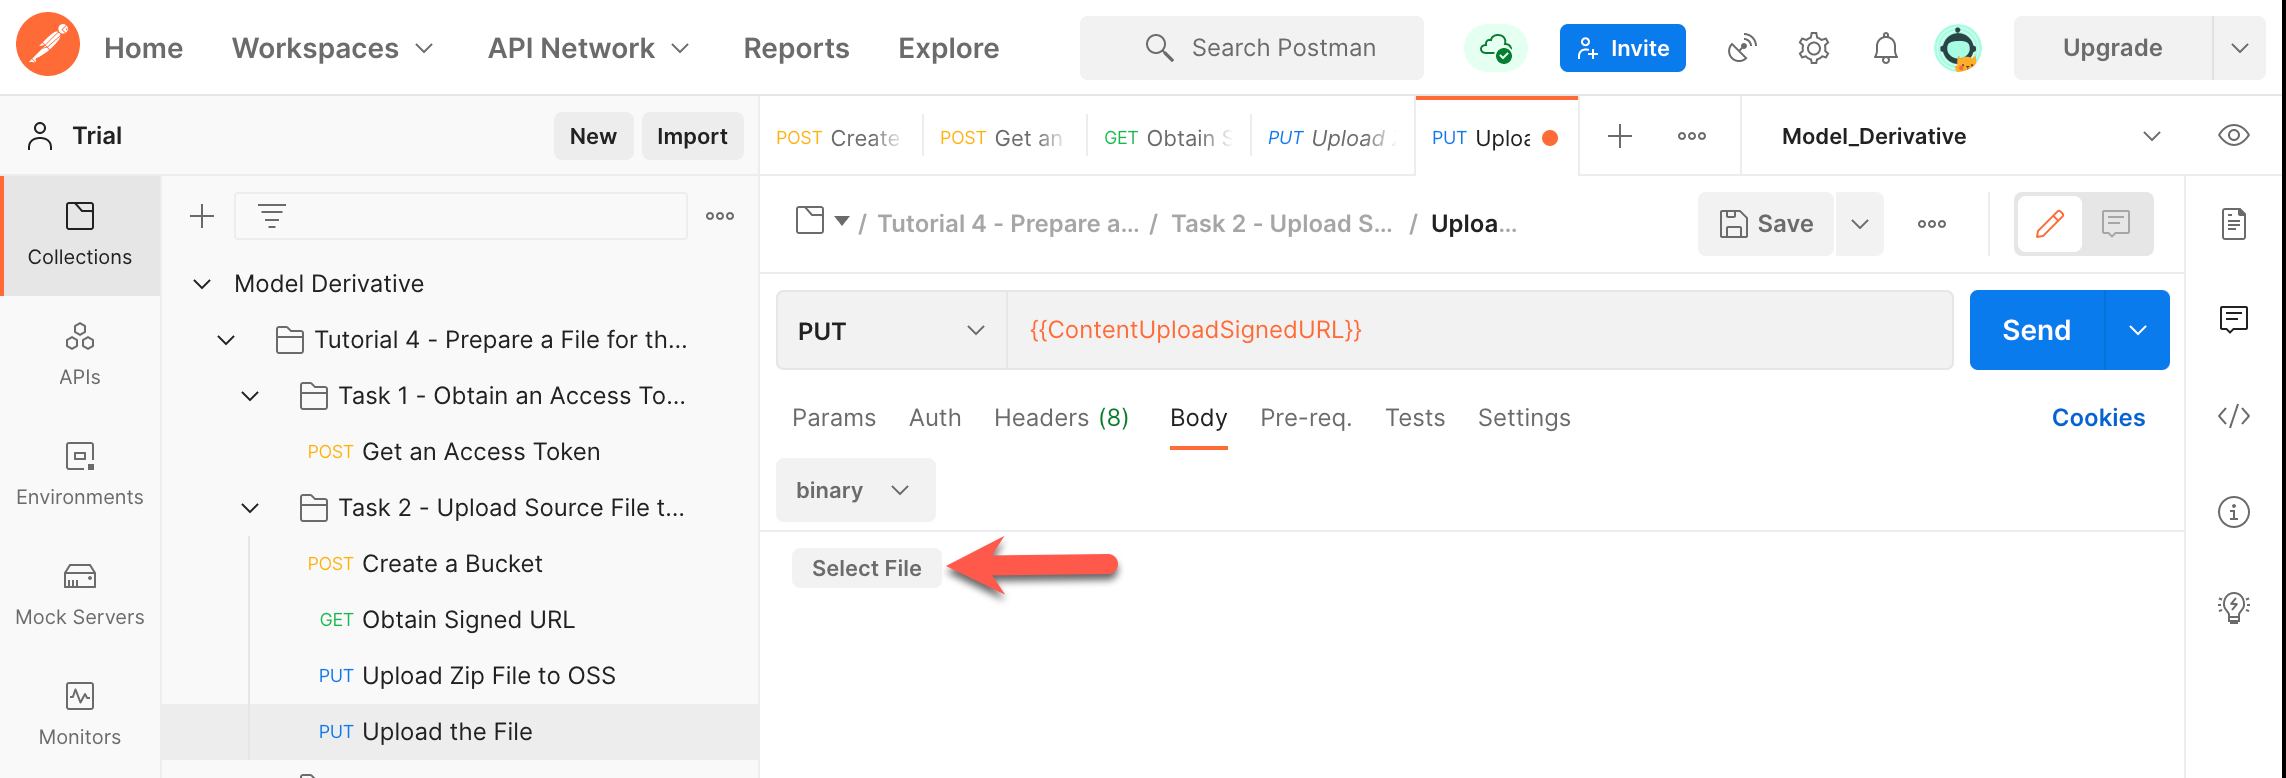 Home Workspaces API Network Reports Explore Search Postman Invite Upgrade
Trial New Import
POST Create POST Get an GET Obtain S PUT Upload PUT Uploa Model_Derivative
Collections
APIs
Environments
Mock Servers
Monitors
Model Derivative
Tutorial 4 - Prepare a File for th...
Task 1 - Obtain an Access To...
POST Get an Access Token
Task 2 - Upload Source File t...
POST Create a Bucket
GET Obtain Signed URL
PUT Upload Zip File to OSS
PUT Upload the File
/ Tutorial 4 - Prepare a... / Task 2 - Upload S... / Uploa... Save
PUT {{ContentUploadSignedURL}} Send
Params Auth Headers (8) Body Pre-req. Tests Settings Cookies
binary
Select File